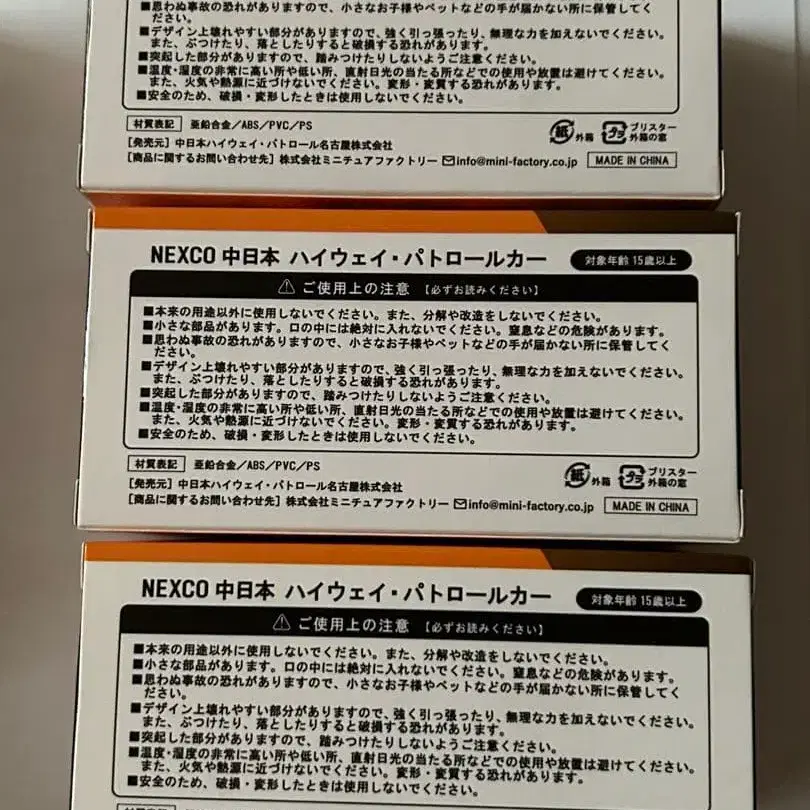 ■思わぬ事故の恐れがありますので、小さなお子様やペットなどの手が届かない所に保管してく
ださい。
■デザイン上壊れやすい部分がありますので、強く引っ張ったり、無理な力を加えないでください。
また、ぶつけたり、落としたりすると破損する恐れがあります。
■突起した部分がありますので、踏みつけたりしないようご注意ください。
■温度・湿度の非常に高い所や低い所、直射日光の当たる所などでの使用や放置は避けてください。
また、火気や熱源に近づけないでください。変形・変質する恐れがあります。
■安全のため、破損・変形したときは使用しないでください。
材質表記 亜鉛合金/ABS/PVC/PS
紙 外箱 プラ ブリスター
外箱の窓
[発売元] 中日本ハイウェイ・パトロール名古屋株式会社
[商品に関するお問い合わせ先] 株式会社ミニチュアファクトリー info@mini-factory.co.jp MADE IN CHINA
NEXCO 中日本 ハイウェイ・パトロールカー 対象年齢 15歳以上
⚠ ご使用上の注意 【必ずお読みください】
■本来の用途以外に使用しないでください。また、分解や改造をしないでください。
■小さな部品があります。口の中には絶対に入れないでください。窒息などの危険があります。
■思わぬ事故の恐れがありますので、小さなお子様やペットなどの手が届かない所に保管してく
ださい。
■デザイン上壊れやすい部分がありますので、強く引っ張ったり、無理な力を加えないでください。
また、ぶつけたり、落としたりすると破損する恐れがあります。
■突起した部分がありますので、踏みつけたりしないようご注意ください。
■温度・湿度の非常に高い所や低い所、直射日光の当たる所などでの使用や放置は避けてください。
また、火気や熱源に近づけないでください。変形・変質する恐れがあります。
■安全のため、破損・変形したときは使用しないでください。
材質表記 亜鉛合金/ABS/PVC/PS
紙 外箱 プラ ブリスター
外箱の窓
[発売元] 中日本ハイウェイ・パトロール名古屋株式会社
[商品に関するお問い合わせ先] 株式会社ミニチュアファクトリー info@mini-factory.co.jp MADE IN CHINA
NEXCO 中日本 ハイウェイ・パトロールカー 対象年齢 15歳以上
⚠ ご使用上の注意 【必ずお読みください】
■本来の用途以外に使用しないでください。また、分解や改造をしないでください。
■小さな部品があります。口の中には絶対に入れないでください。窒息などの危険があります。
■思わぬ事故の恐れがありますので、小さなお子様やペットなどの手が届かない所に保管してく
ださい。
■デザイン上壊れやすい部分がありますので、強く引っ張ったり、無理な力を加えないでください。
また、ぶつけたり、落としたりすると破損する恐れがあります。
■突起した部分がありますので、踏みつけたりしないようご注意ください。
■温度・湿度の非常に高い所や低い所、直射日光の当たる所などでの使用や放置は避けてください。
また、火気や熱源に近づけないでください。変形・変質する恐れがあります。
■安全のため、破損・変形したときは使用しないでください。